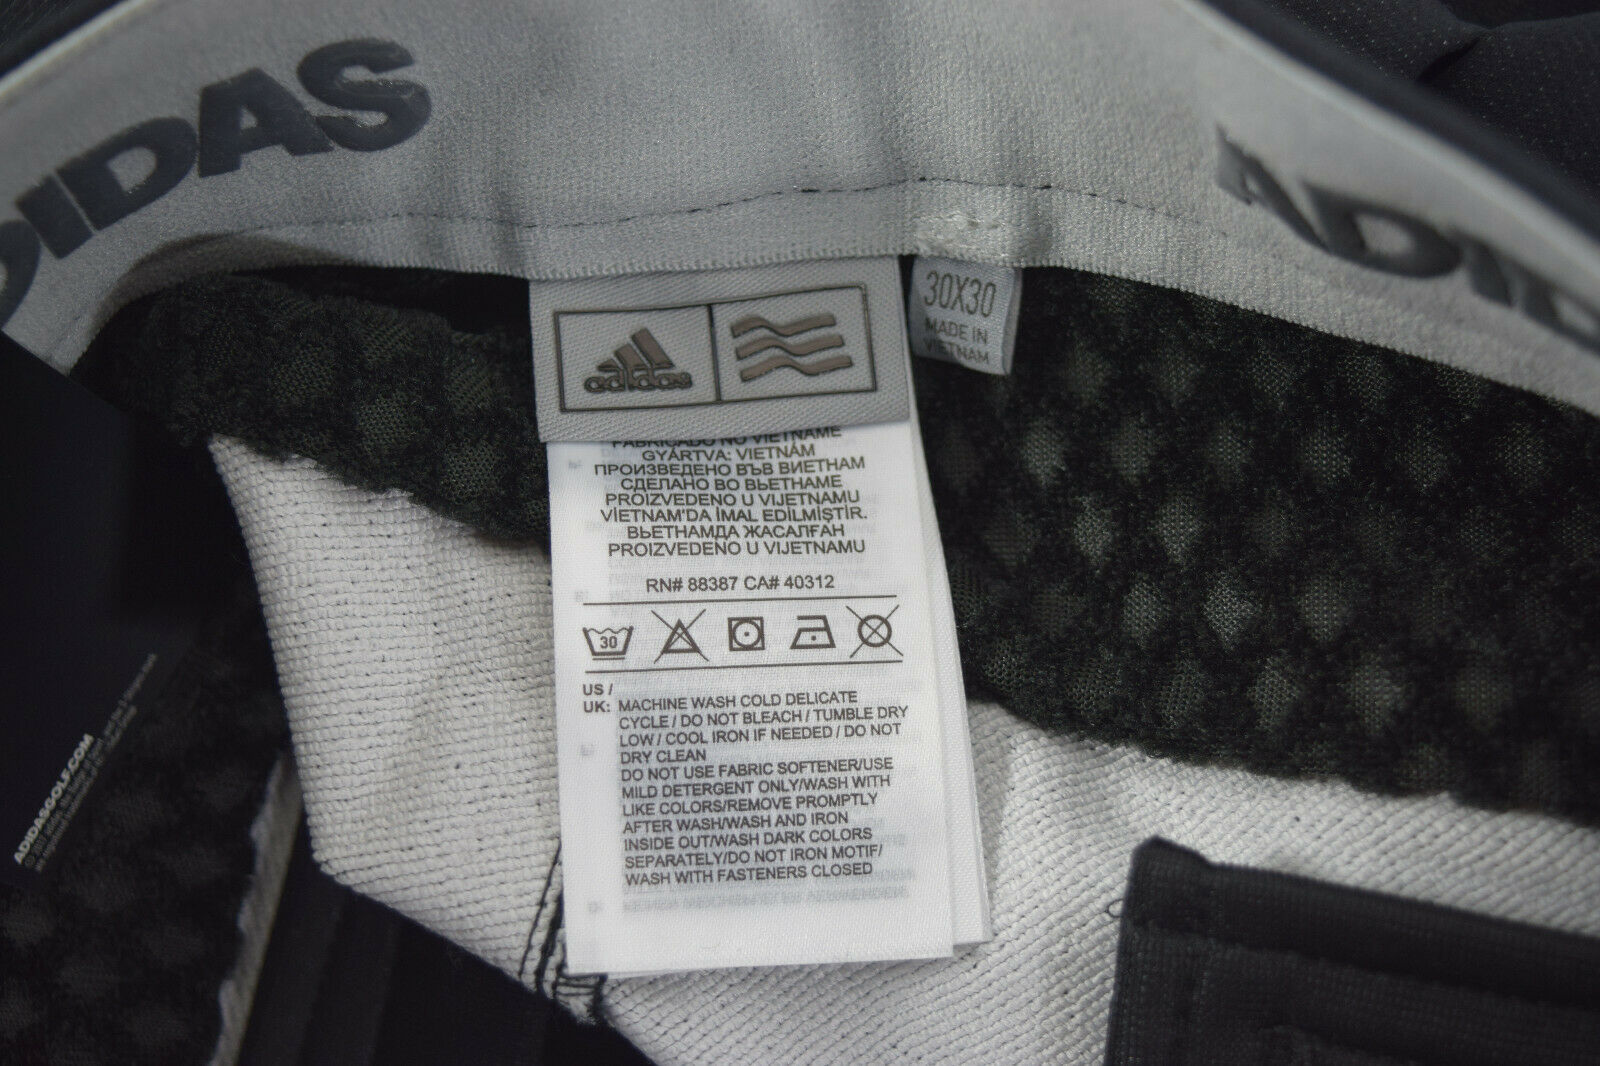 DIDAS
ADID
adidas
30X30
MADE IN
VIETNAM
FABRICADO NO VIETNAME
GYÁRTVA: VIETNÁM
ПРОИЗВЕДЕНО ВЪВ ВИЕТНАМ
СДЕЛАНО ВО ВЬЕТНАМЕ
PROIZVEDENO U VIJETNAMU
VİETNAM'DA İMAL EDİLMİŞTİR.
ВЬЕТНАМДА ЖАСАЛҒАН
PROIZVEDENO U VIJETNAMU
RN# 88387 CA# 40312
30
US /
UK: MACHINE WASH COLD DELICATE
CYCLE / DO NOT BLEACH / TUMBLE DRY
LOW / COOL IRON IF NEEDED / DO NOT
DRY CLEAN
DO NOT USE FABRIC SOFTENER/USE
MILD DETERGENT ONLY/WASH WITH
LIKE COLORS/REMOVE PROMPTLY
AFTER WASH/WASH AND IRON
INSIDE OUT/WASH DARK COLORS
SEPARATELY/DO NOT IRON MOTIF/
WASH WITH FASTENERS CLOSED
ADIDASGOLF.COM